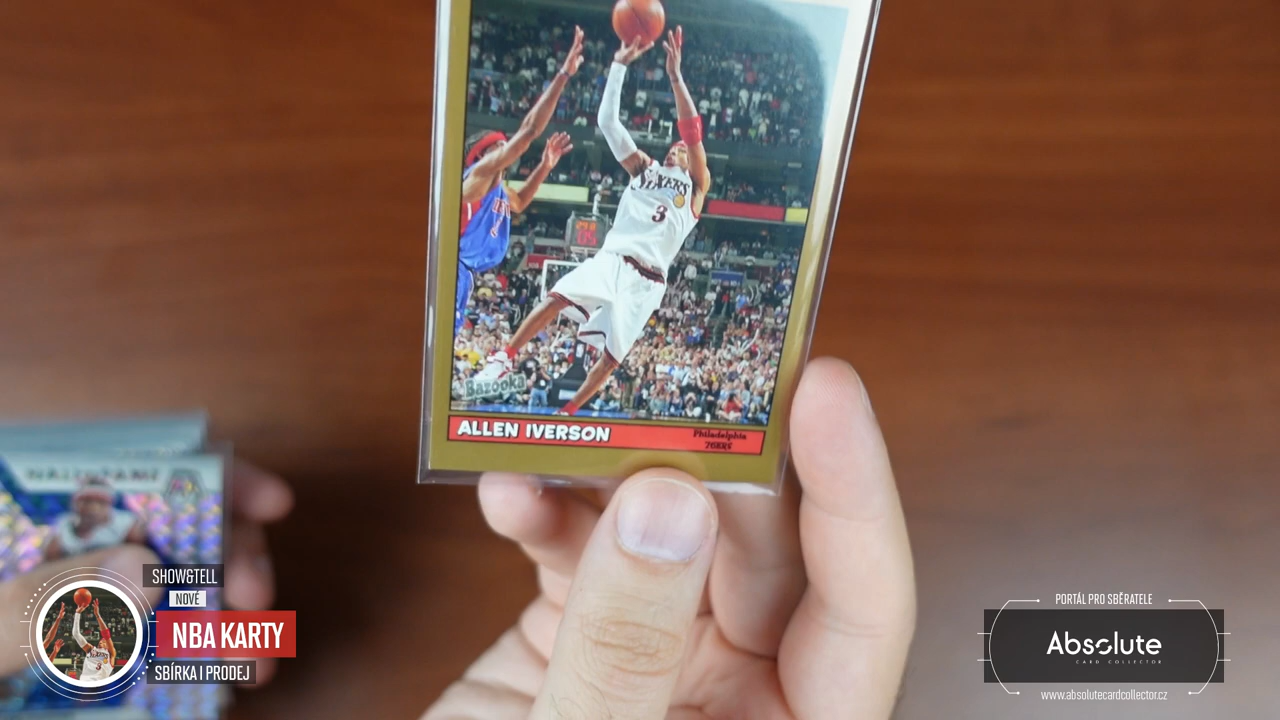 SIXERS
3
Bazooka
ALLEN IVERSON
Philadelphia
76ERS
SHOW&TELL
NOVÉ
NBA KARTY
SBÍRKA I PRODEJ
PORTÁL PRO SBĚRATELE
Absolute
CARD COLLECTOR
www.absolutecardcollector.cz